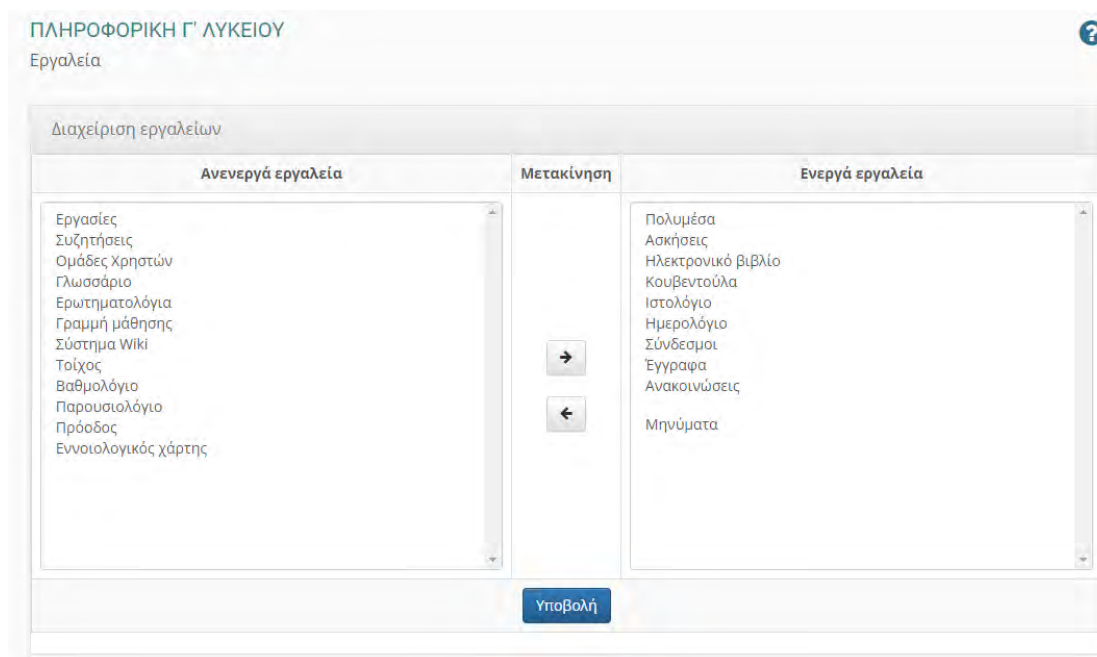 ΠΛΗΡΟΦΟΡΙΚΗ Γ' ΛΥΚΕΙΟΥ
Εργαλεία
Διαχείριση εργαλείων
Ανενεργά εργαλεία
Μετακίνηση
Ενεργά εργαλεία
Εργασίες
Συζητήσεις
Ομάδες Χρηστών
Γλωσσάριο
Ερωτηματολόγια
Γραμμή μάθησης
Σύστημα Wiki
Τοίχος
Βαθμολόγιο
Παρουσιολόγιο
Πρόοδος
Εννοιολογικός χάρτης
Πολυμέσα
Ασκήσεις
Ηλεκτρονικό βιβλίο
Κουβεντούλα
Ιστολόγιο
Ημερολόγιο
Σύνδεσμοι
Έγγραφα
Ανακοινώσεις
Μηνύματα
Υποβολή